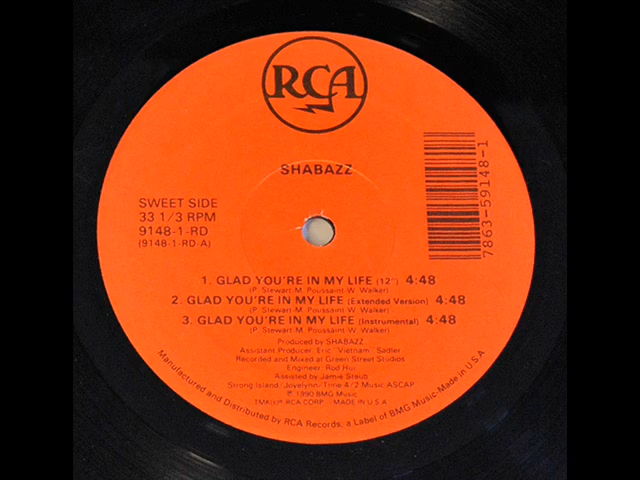 RCA
SHABAZZ
SWEET SIDE
33 1/3 RPM
9148-1-RD
(9148-1-RD-A)
7863-59148-1
1. GLAD YOU'RE IN MY LIFE (12") 4:48
(P. Stewart-M. Poussaint-W. Walker)
2. GLAD YOU'RE IN MY LIFE (Extended Version) 4:48
(P. Stewart-M. Poussaint-W. Walker)
3. GLAD YOU'RE IN MY LIFE (Instrumental) 4:48
(P. Stewart-M. Poussaint-W. Walker)
Produced by SHABAZZ
Assistant Producer: Eric "Vietnam" Sadler
Recorded and Mixed at Green Street Studios
Engineer: Rod Hui
Assisted by Jamie Staub
Strong Island/Joyelynn/Time 4/2 Music ASCAP
℗ 1990 BMG Music
TMK(s)® RCA CORP. - MADE IN U.S.A.
Manufactured and Distributed by RCA Records, a Label of BMG Music-Made in U.S.A.